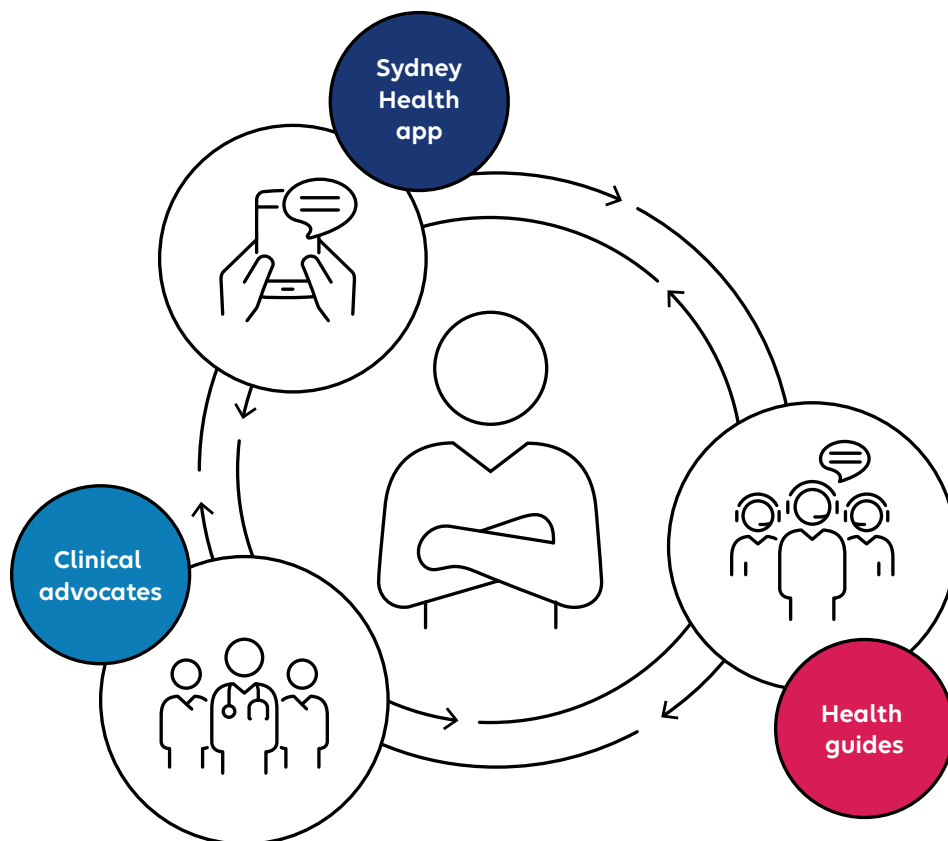 Sydney
Health
app
Clinical
advocates
Health
guides